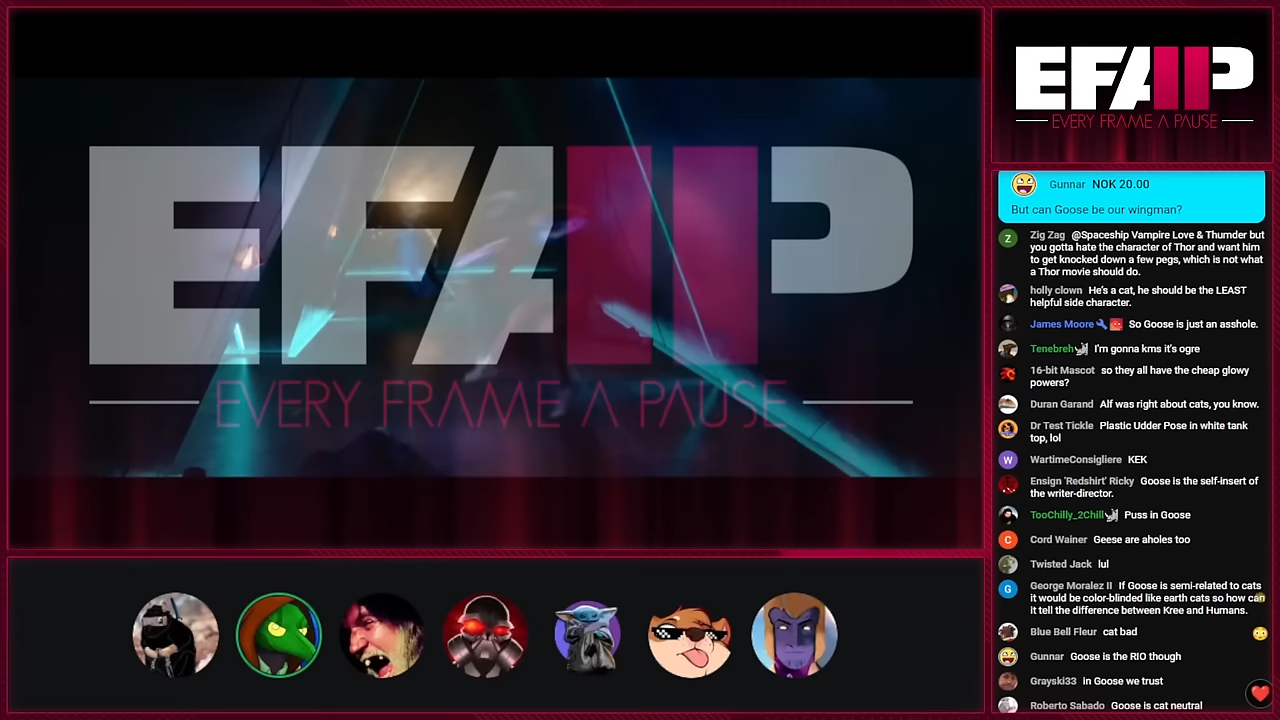 EFAP
EVERY FRAME A PAUSE
EFAP
EVERY FRAME A PAUSE
Gunnar NOK 20.00
But can Goose be our wingman?
Z
Zig Zag @Spaceship Vampire Love & Thumder but
you gotta hate the character of Thor and want him
to get knocked down a few pegs, which is not what
a Thor movie should do.
holly clown He's a cat, he should be the LEAST
helpful side character.
James Moore So Goose is just an asshole.
Tenebreh I'm gonna kms it's ogre
16-bit Mascot so they all have the cheap glowy
powers?
Duran Garand Alf was right about cats, you know.
Dr Test Tickle Plastic Udder Pose in white tank
top, lol
W
WartimeConsigliere KEK
Ensign 'Redshirt' Ricky Goose is the self-insert of
the writer-director.
TooChilly_2Chill Puss in Goose
C
Cord Wainer Geese are aholes too
Twisted Jack lul
G
George Moralez II If Goose is semi-related to cats
it would be color-blinded like earth cats so how can
it tell the difference between Kree and Humans.
Blue Bell Fleur cat bad
Gunnar Goose is the RIO though
Grayski33 in Goose we trust
Roberto Sabado Goose is cat neutral